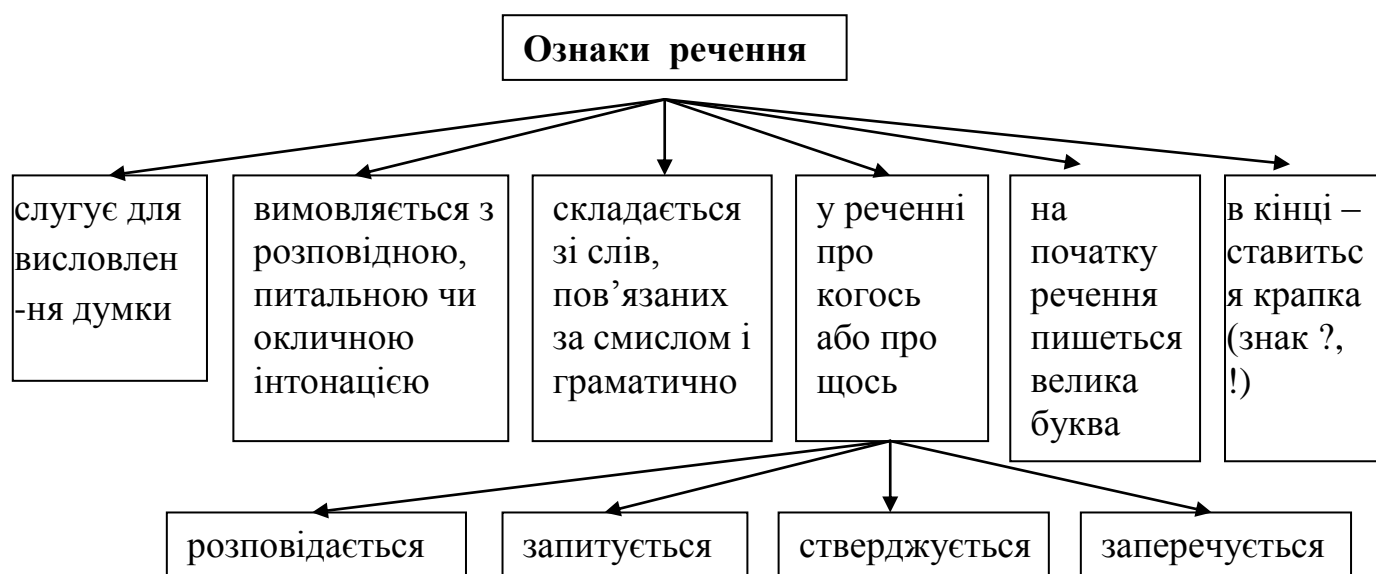 Ознаки речення
слугує для
висловлен
-ня думки
вимовляється з
розповідною,
питальною чи
окличною
інтонацією
складається
зі слів,
пов’язаних
за смислом і
граматично
у реченні
про
когось
або про
щось
на
початку
речення
пишеться
велика
буква
в кінці –
ставитьс
я крапка
(знак ?,
!)
розповідається
запитується
стверджується
заперечується